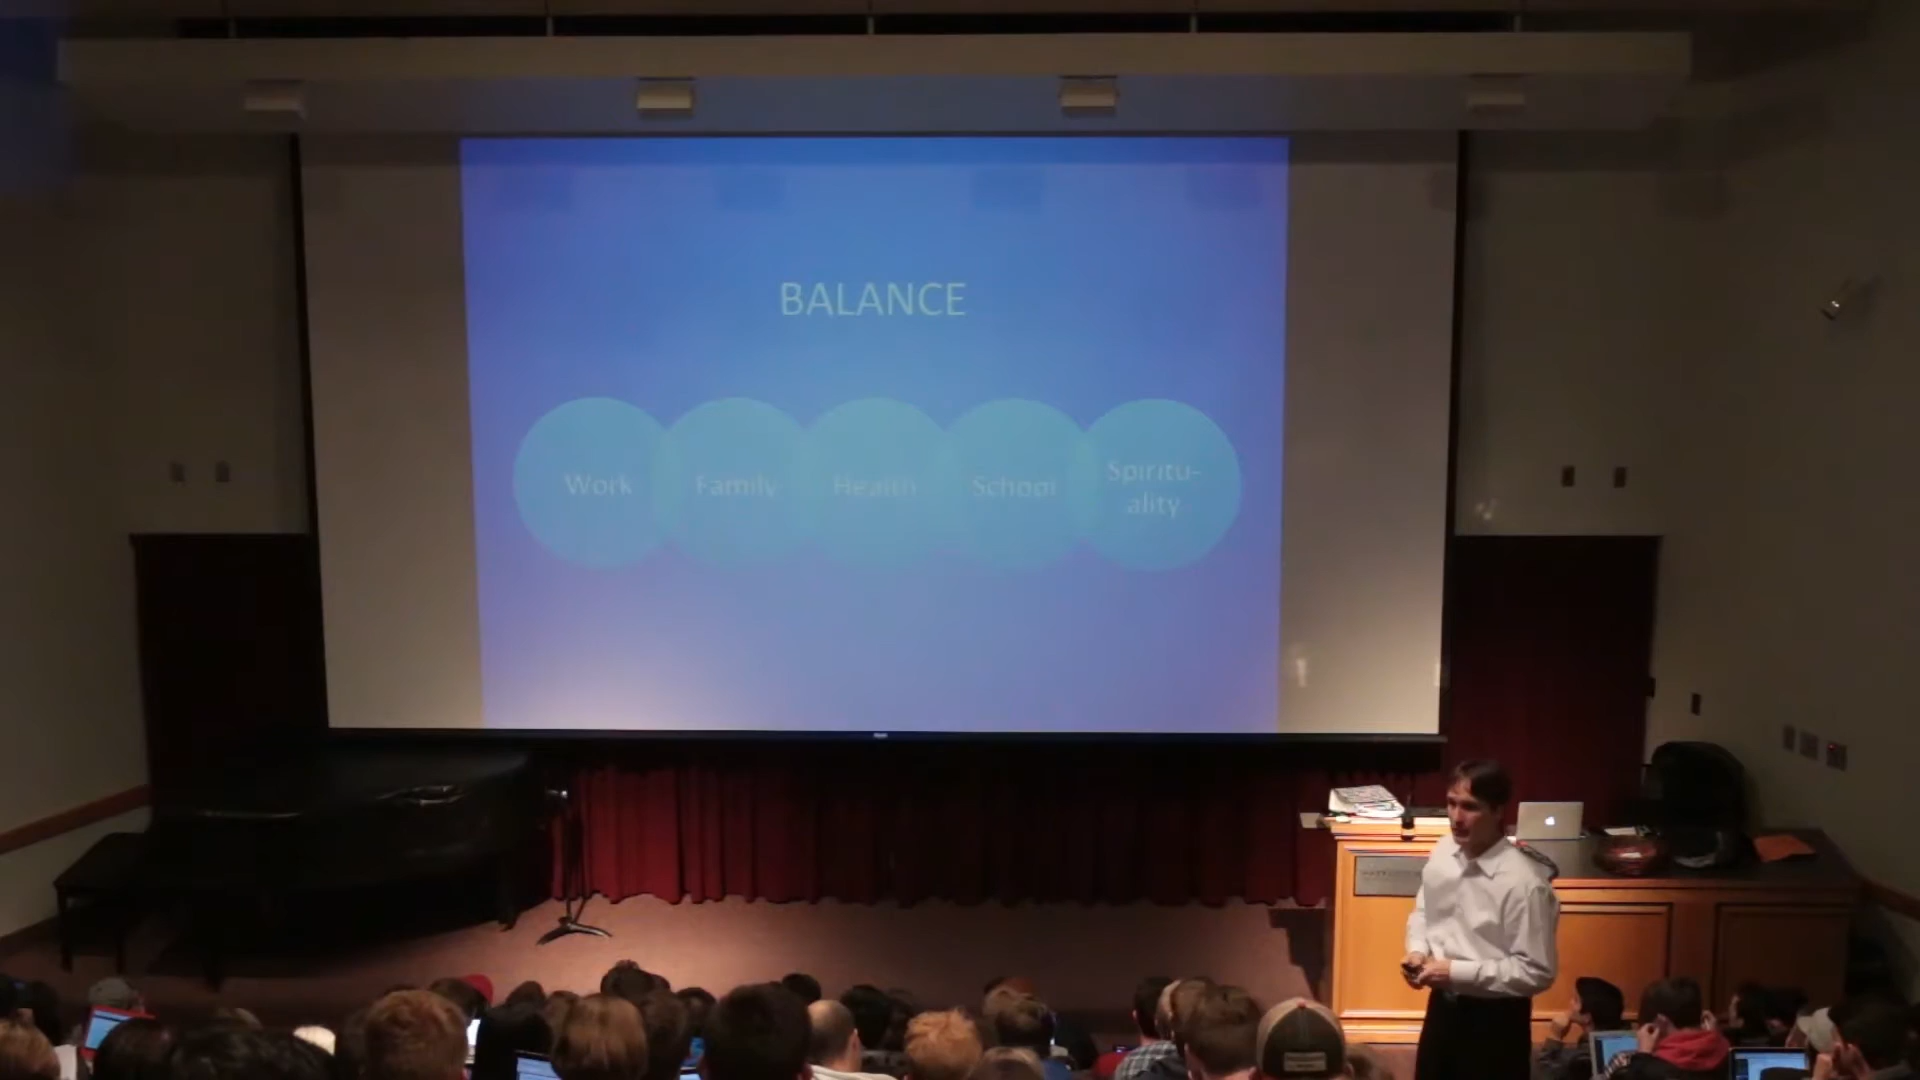 BALANCE
Work
Family
Health
School
Spiritu-
ality